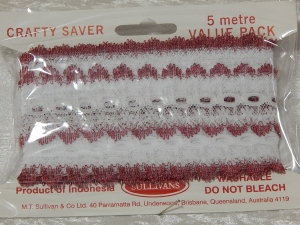 CRAFTY SAVER
5 metre
VALUE PACK
Product of Indonesia
SULLIVANS
WASHABLE
DO NOT BLEACH
M.T. Sullivan & Co Ltd. 40 Parramatta Rd, Underwood, Brisbane, Queensland, Australia 4119